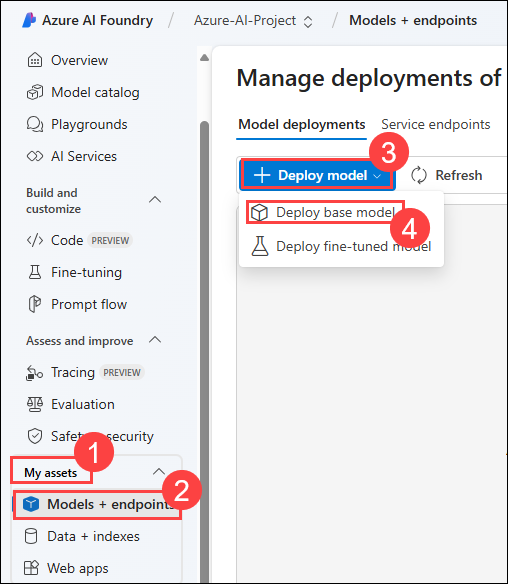 Azure AI Foundry / Azure-AI-Project / Models + endpoints
Overview
Model catalog
Playgrounds
AI Services
Build and
customize
Code PREVIEW
Fine-tuning
Prompt flow
Assess and improve
Tracing PREVIEW
Evaluation
Safety security
1
My assets
2
Models + endpoints
Data + indexes
Web apps
Manage deployments of
Model deployments Service endpoints
3
Deploy model Refresh
Deploy base model
4
Deploy fine-tuned model